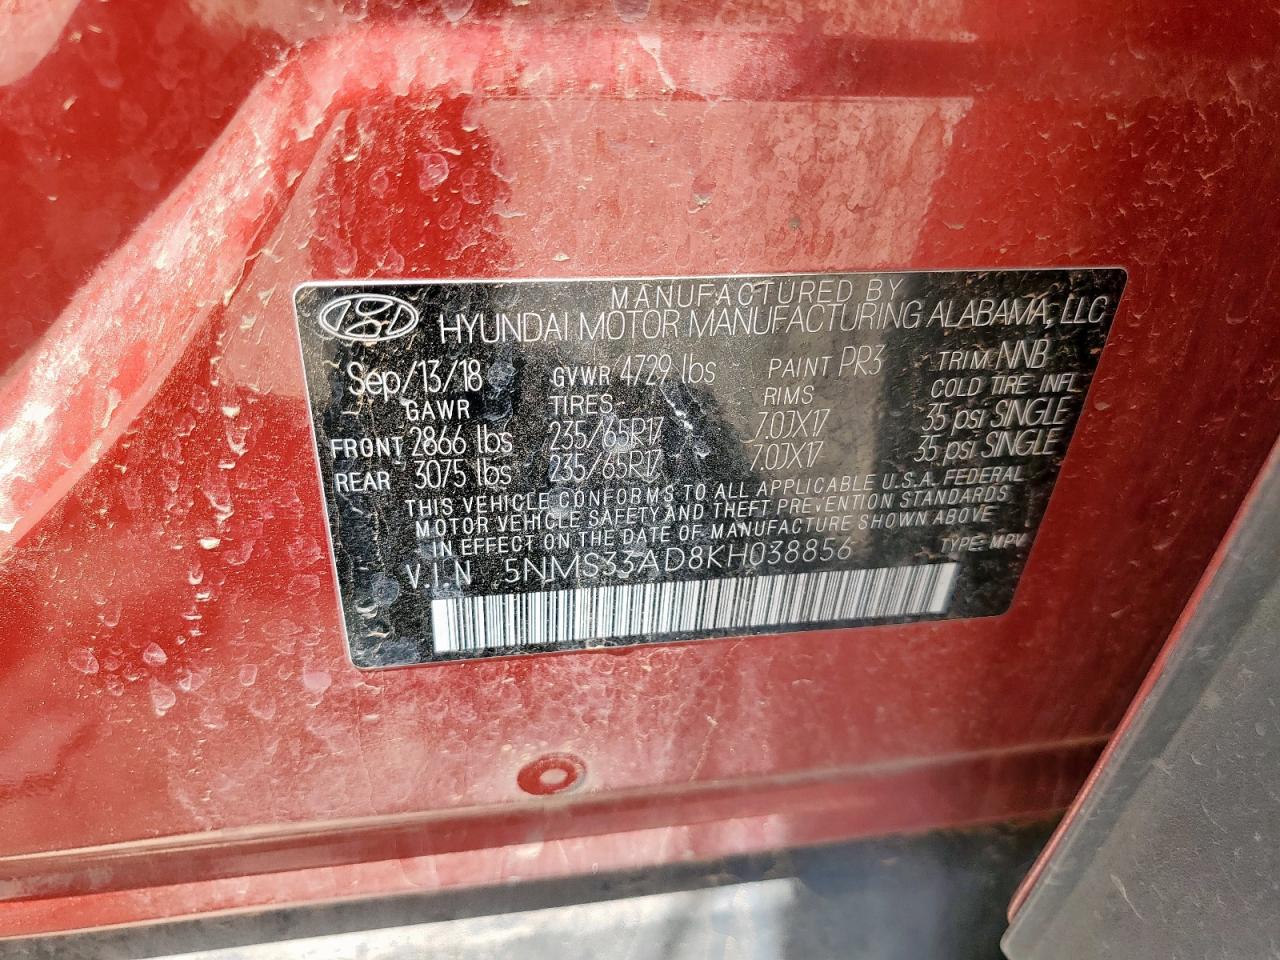 MANUFACTURED BY
HYUNDAI MOTOR MANUFACTURING ALABAMA, LLC
Sep/13/18 GVWR 4729 lbs PAINT PR3 TRIM NNB
GAWR TIRES RIMS COLD TIRE INFL
FRONT 2866 lbs 235/65R17 7.0JX17 35 psi SINGLE
REAR 3075 lbs 235/65R17 7.0JX17 35 psi SINGLE
THIS VEHICLE CONFORMS TO ALL APPLICABLE U.S.A. FEDERAL
MOTOR VEHICLE SAFETY AND THEFT PREVENTION STANDARDS
IN EFFECT ON THE DATE OF MANUFACTURE SHOWN ABOVE
V.I.N 5NMS33AD8KH038856 TYPE: MPV